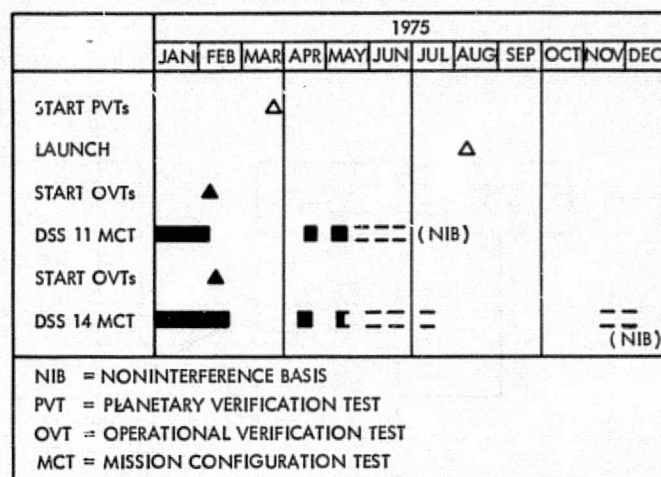 1975
JAN FEB MAR APR MAY JUN JUL AUG SEP OCT NOV DEC
START PVTs
LAUNCH
START OVTs
DSS 11 MCT (NIB)
START OVTs
DSS 14 MCT
(NIB)
NIB = NONINTERFERENCE BASIS
PVT = PLANETARY VERIFICATION TEST
OVT = OPERATIONAL VERIFICATION TEST
MCT = MISSION CONFIGURATION TEST